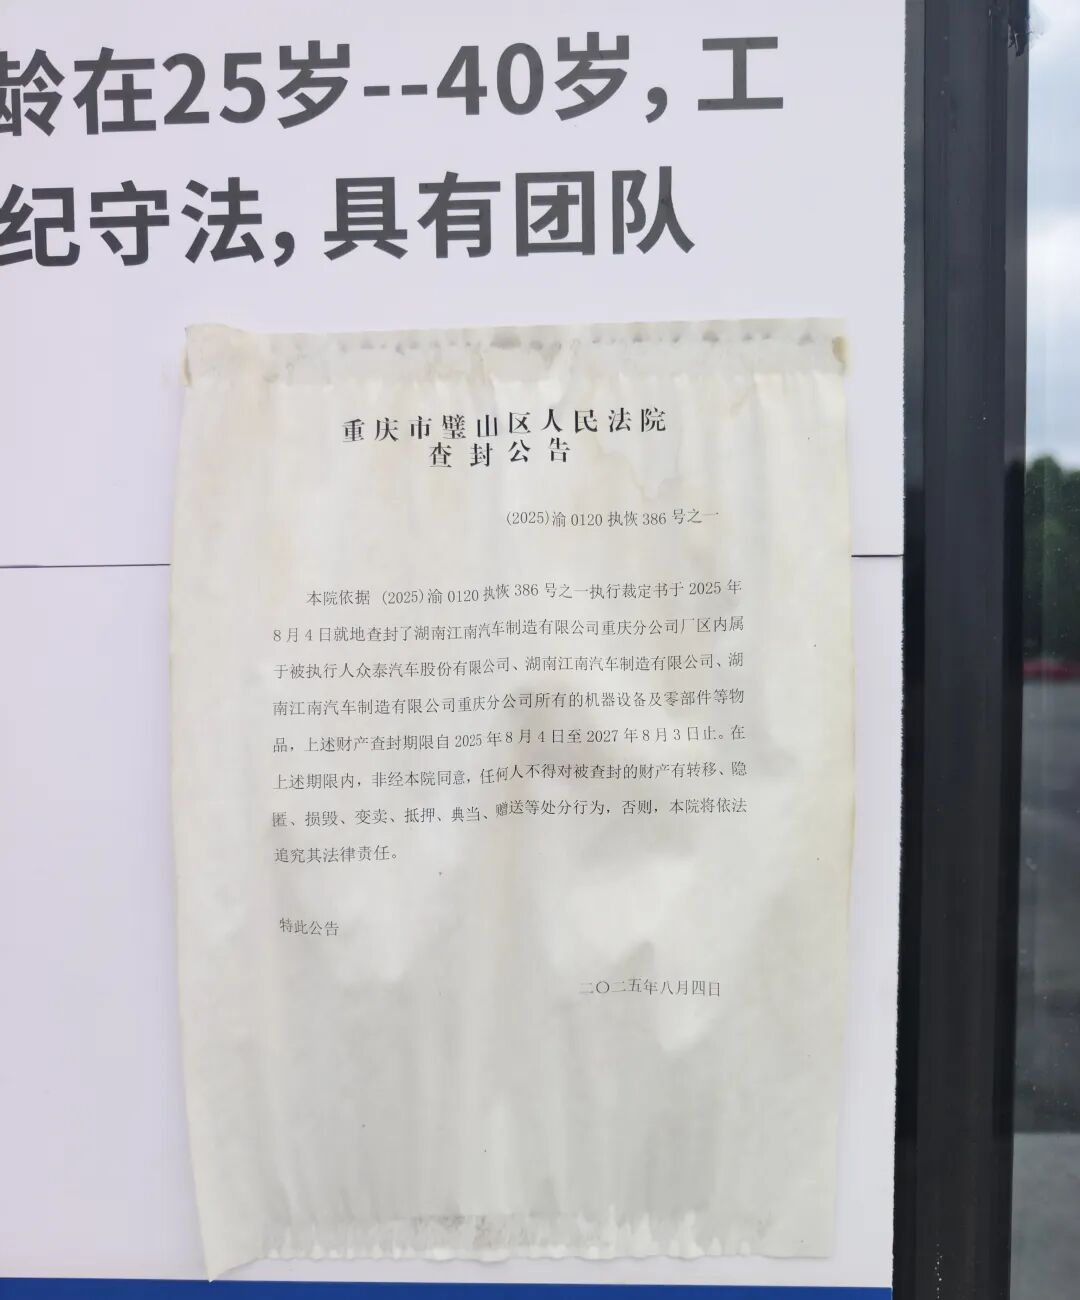 龄在25岁--40岁，工
纪守法，具有团队
重庆市璧山区人民法院
查封公告
(2025)渝0120执恢386号之一
本院依据 (2025)渝0120执恢386号之一执行裁定书于2025年
8月4日就地查封了湖南江南汽车制造有限公司重庆分公司厂区内属
于被执行人众泰汽车股份有限公司、湖南江南汽车制造有限公司、湖
南江南汽车制造有限公司重庆分公司所有的机器设备及零部件等物
品，上述财产查封期限自2025年8月4日至2027年8月3日止。在
上述期限内，非经本院同意，任何人不得对被查封的财产有转移、隐
匿、损毁、变卖、抵押、典当、赠送等处分行为，否则，本院将依法
追究其法律责任。
特此公告
二〇二五年八月四日